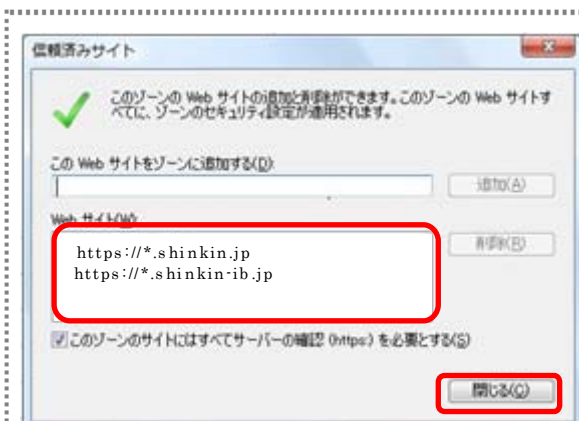 信頼済みサイト
このゾーンの Web サイトの追加と削除ができます。このゾーンの Web サイトす
べてに、ゾーンのセキュリティ設定が適用されます。
この Web サイトをゾーンに追加する(D):
追加(A)
Web サイト(W):
https://*.shinkin.jp
https://*.shinkin-ib.jp
削除(R)
このゾーンのサイトにはすべてサーバーの確認 (https:) を必要とする(S)
閉じる(C)